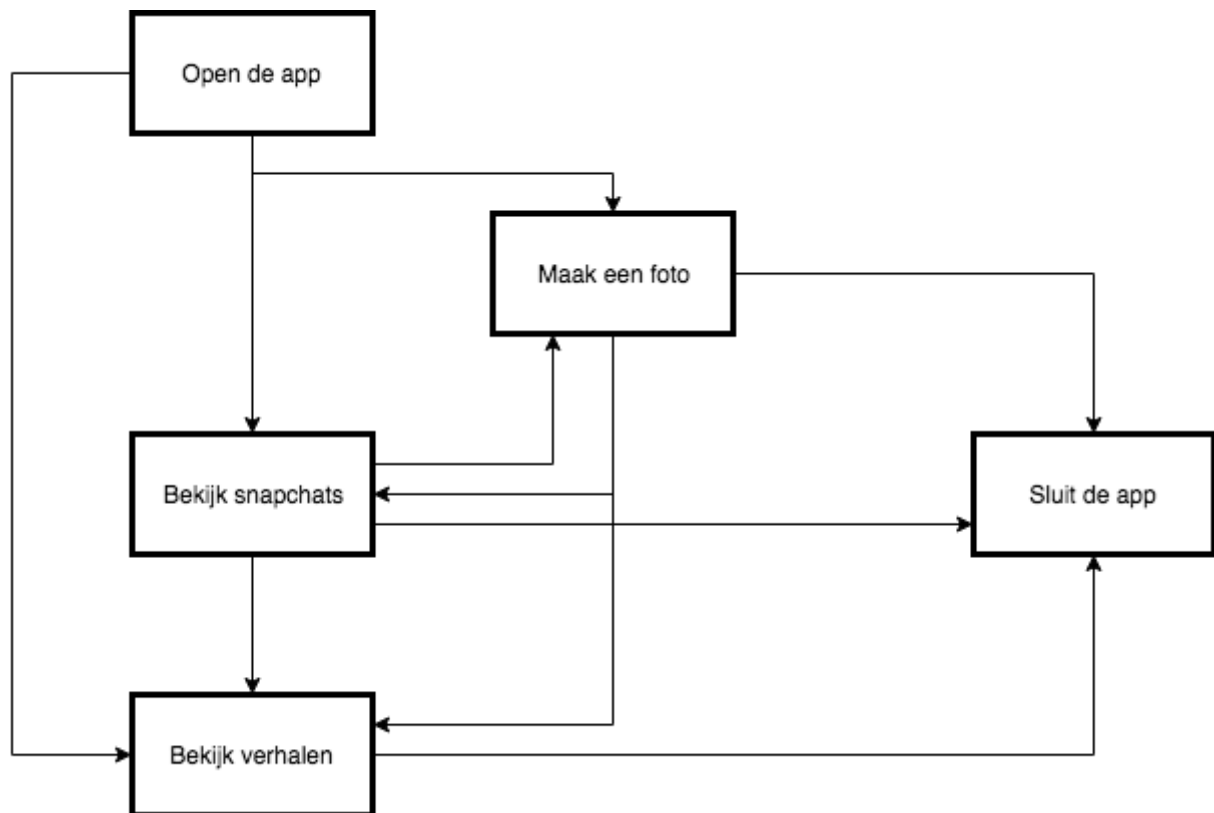 Open de app
Maak een foto
Bekijk snapchats
Sluit de app
Bekijk verhalen